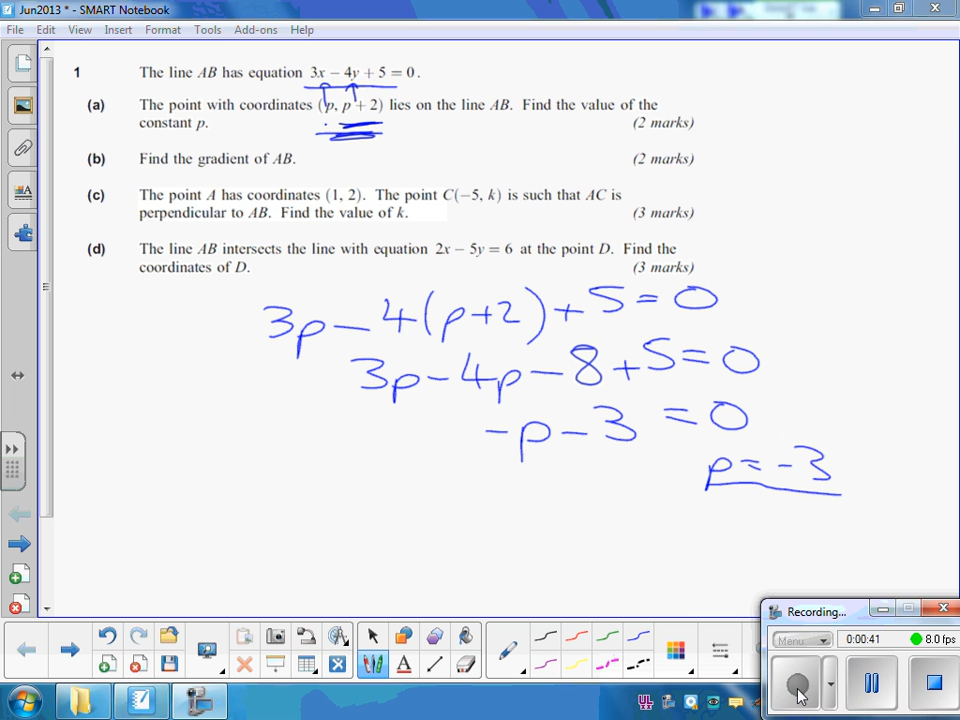 Jun2013 * - SMART Notebook
File Edit View Insert Format Tools Add-ons Help
1 The line AB has equation 3x − 4y + 5 = 0.
(a) The point with coordinates (p, p + 2) lies on the line AB. Find the value of the
constant p. (2 marks)
(b) Find the gradient of AB. (2 marks)
(c) The point A has coordinates (1, 2). The point C(−5, k) is such that AC is
perpendicular to AB. Find the value of k. (3 marks)
(d) The line AB intersects the line with equation 2x − 5y = 6 at the point D. Find the
coordinates of D. (3 marks)
3p − 4(p+2) + 5 = 0
3p − 4p − 8 + 5 = 0
-p − 3 = 0
p = -3
Recording...
Menu 0:00:41 8.0 fps